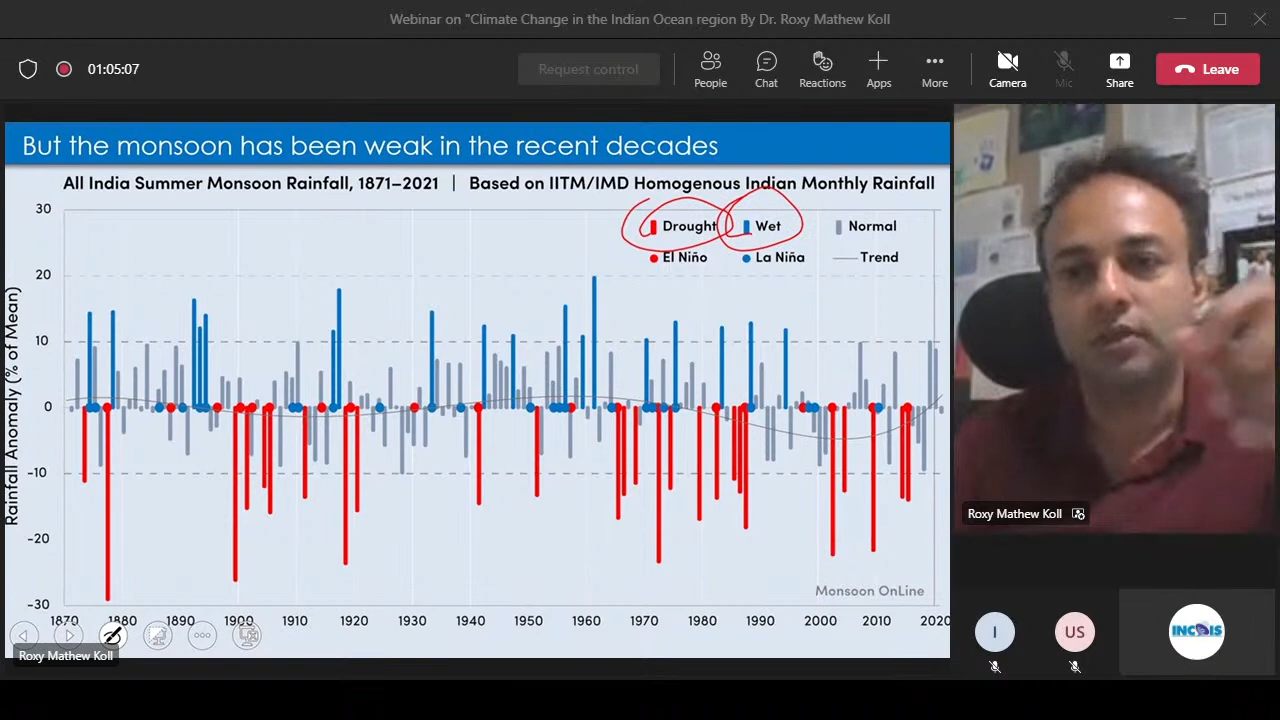 Webinar on "Climate Change in the Indian Ocean region By Dr. Roxy Mathew Koll
01:05:07
Request control
People
Chat
Reactions
Apps
More
Camera
Mic
Share
Leave
But the monsoon has been weak in the recent decades
All India Summer Monsoon Rainfall, 1871–2021 | Based on IITM/IMD Homogenous Indian Monthly Rainfall
Drought Wet Normal
El Niño La Niña Trend
Rainfall Anomaly (% of Mean)
30
20
10
0
-10
-20
-30
Monsoon OnLine
1870 1880 1890 1900 1910 1920 1930 1940 1950 1960 1970 1980 1990 2000 2010 2020
Roxy Mathew Koll
Roxy Mathew Koll
I
US
INCOIS